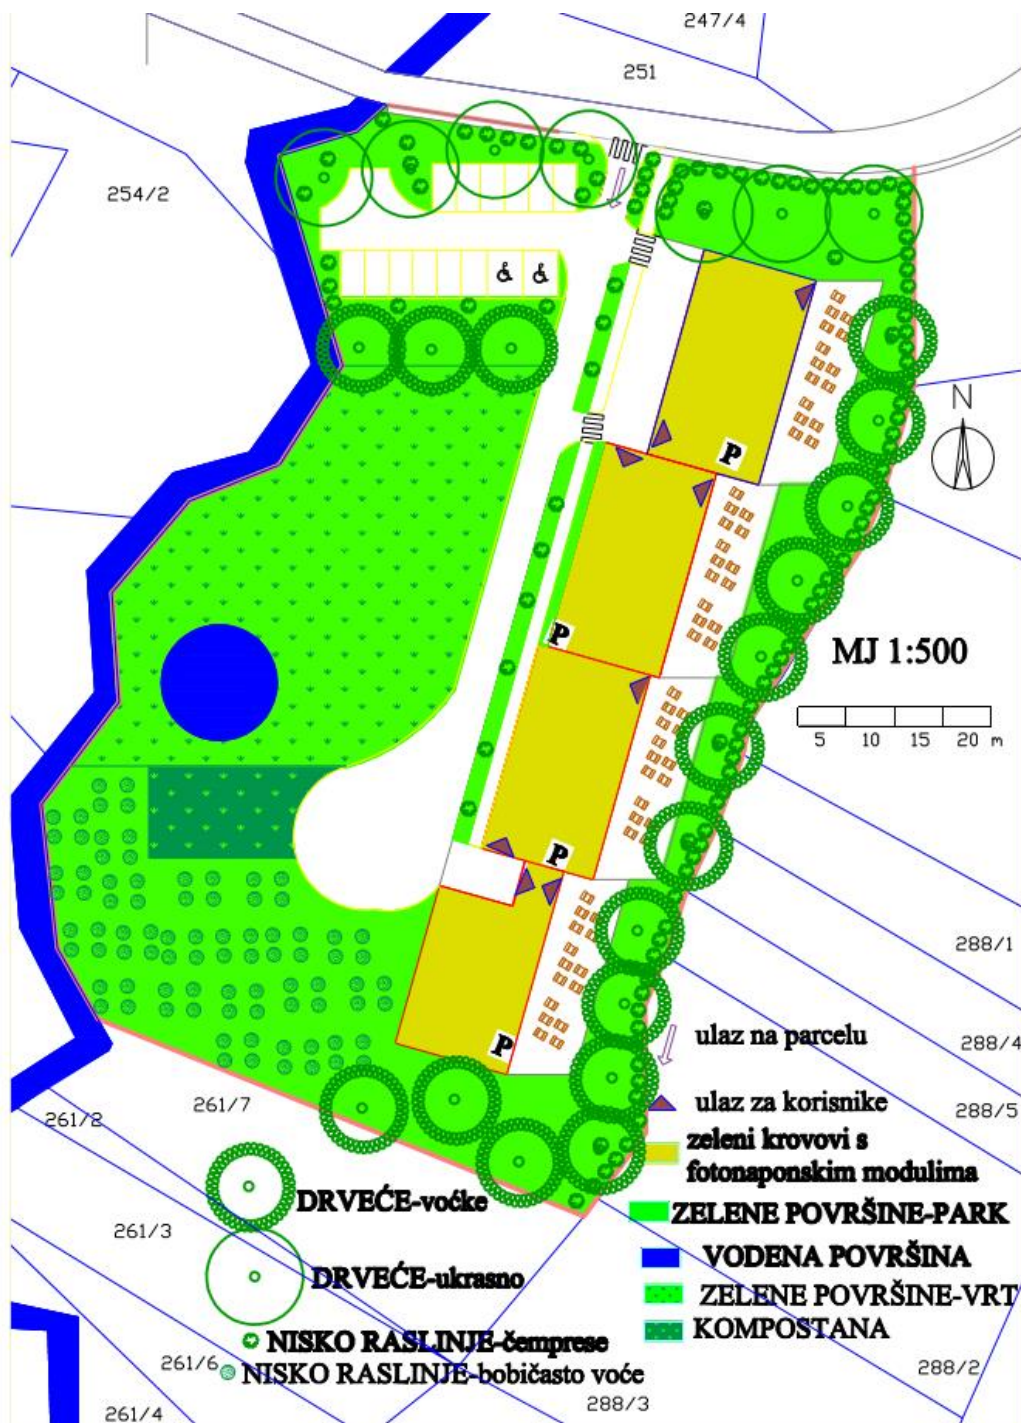 247/4
251
254/2
N
P
P
MJ 1:500
5 10 15 20 m
P
288/1
P
ulaz na parcelu
288/4
261/2
261/7
ulaz za korisnike
288/5
zeleni krovovi s
fotonaponskim modulima
DRVEĆE-voćke
ZELENE POVRŠINE-PARK
261/3
VODENA POVRŠINA
DRVEĆE-ukrasno
ZELENE POVRŠINE-VRT
KOMPOSTANA
NISKO RASLINJE-čemprese
261/6
NISKO RASLINJE-bobičasto voće
288/2
288/3
261/4